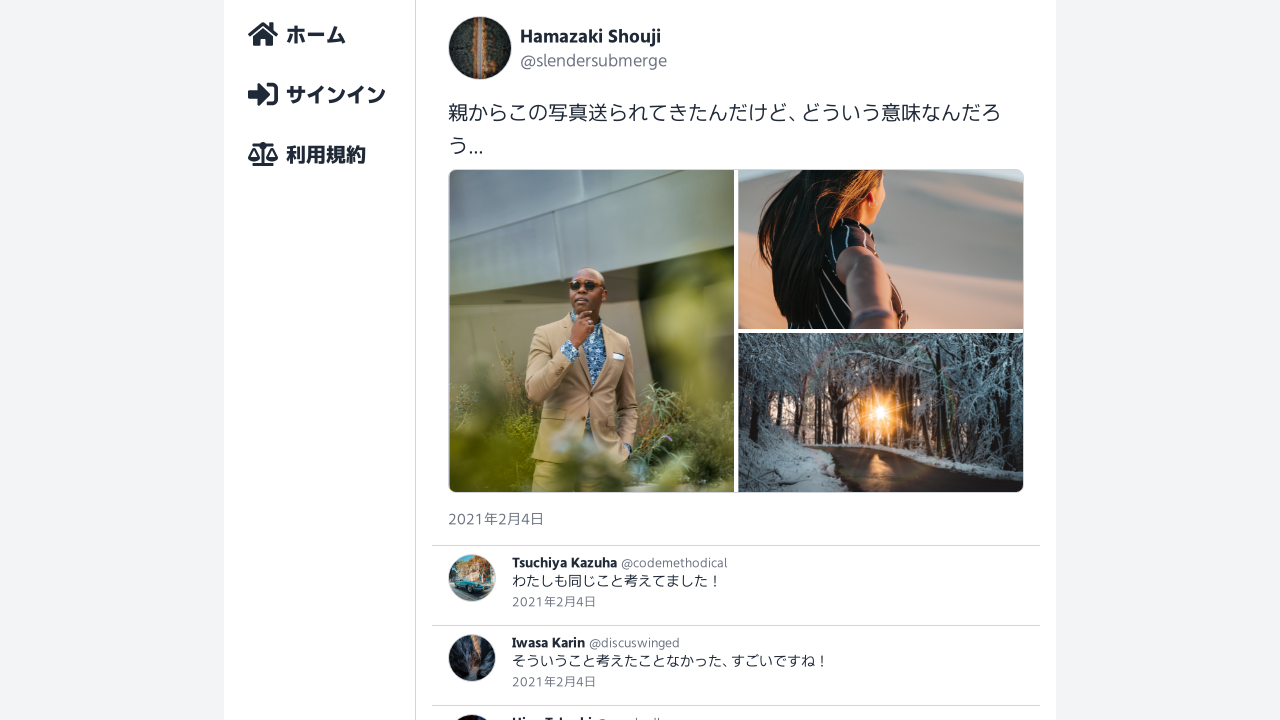 ホーム
サインイン
利用規約
Hamazaki Shouji
@slendersubmerge
親からこの写真送られてきたんだけど、どういう意味なんだろ
う...
2021年2月4日
Tsuchiya Kazuha @codemethodical
わたしも同じこと考えてました！
2021年2月4日
Iwasa Karin @discuswinged
そういうこと考えたことなかった、すごいですね！
2021年2月4日